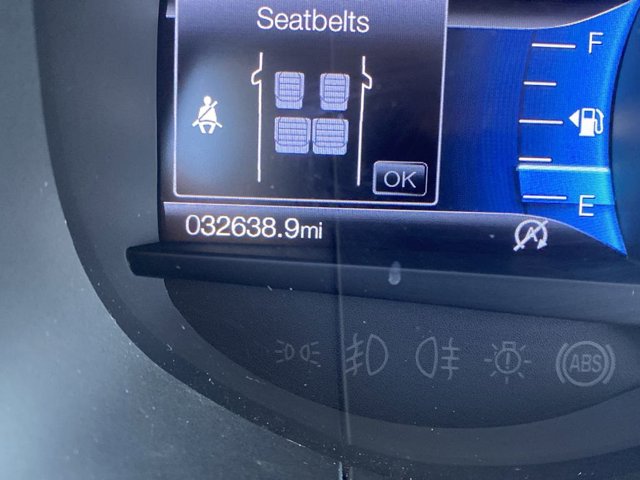 Seatbelts
F
OK
E
032638.9mi
A
ABS